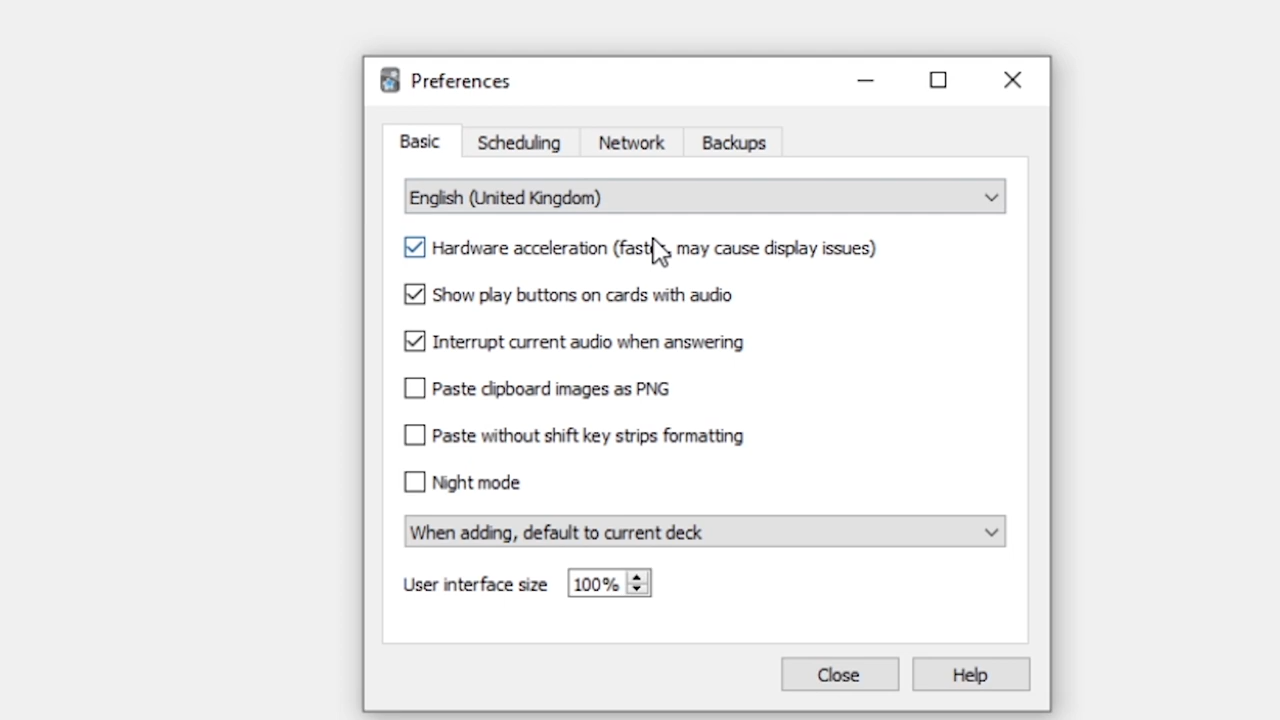 Preferences
Basic Scheduling Network Backups
English (United Kingdom)
Hardware acceleration (faste may cause display issues)
Show play buttons on cards with audio
Interrupt current audio when answering
Paste clipboard images as PNG
Paste without shift key strips formatting
Night mode
When adding, default to current deck
User interface size 100%
Close Help